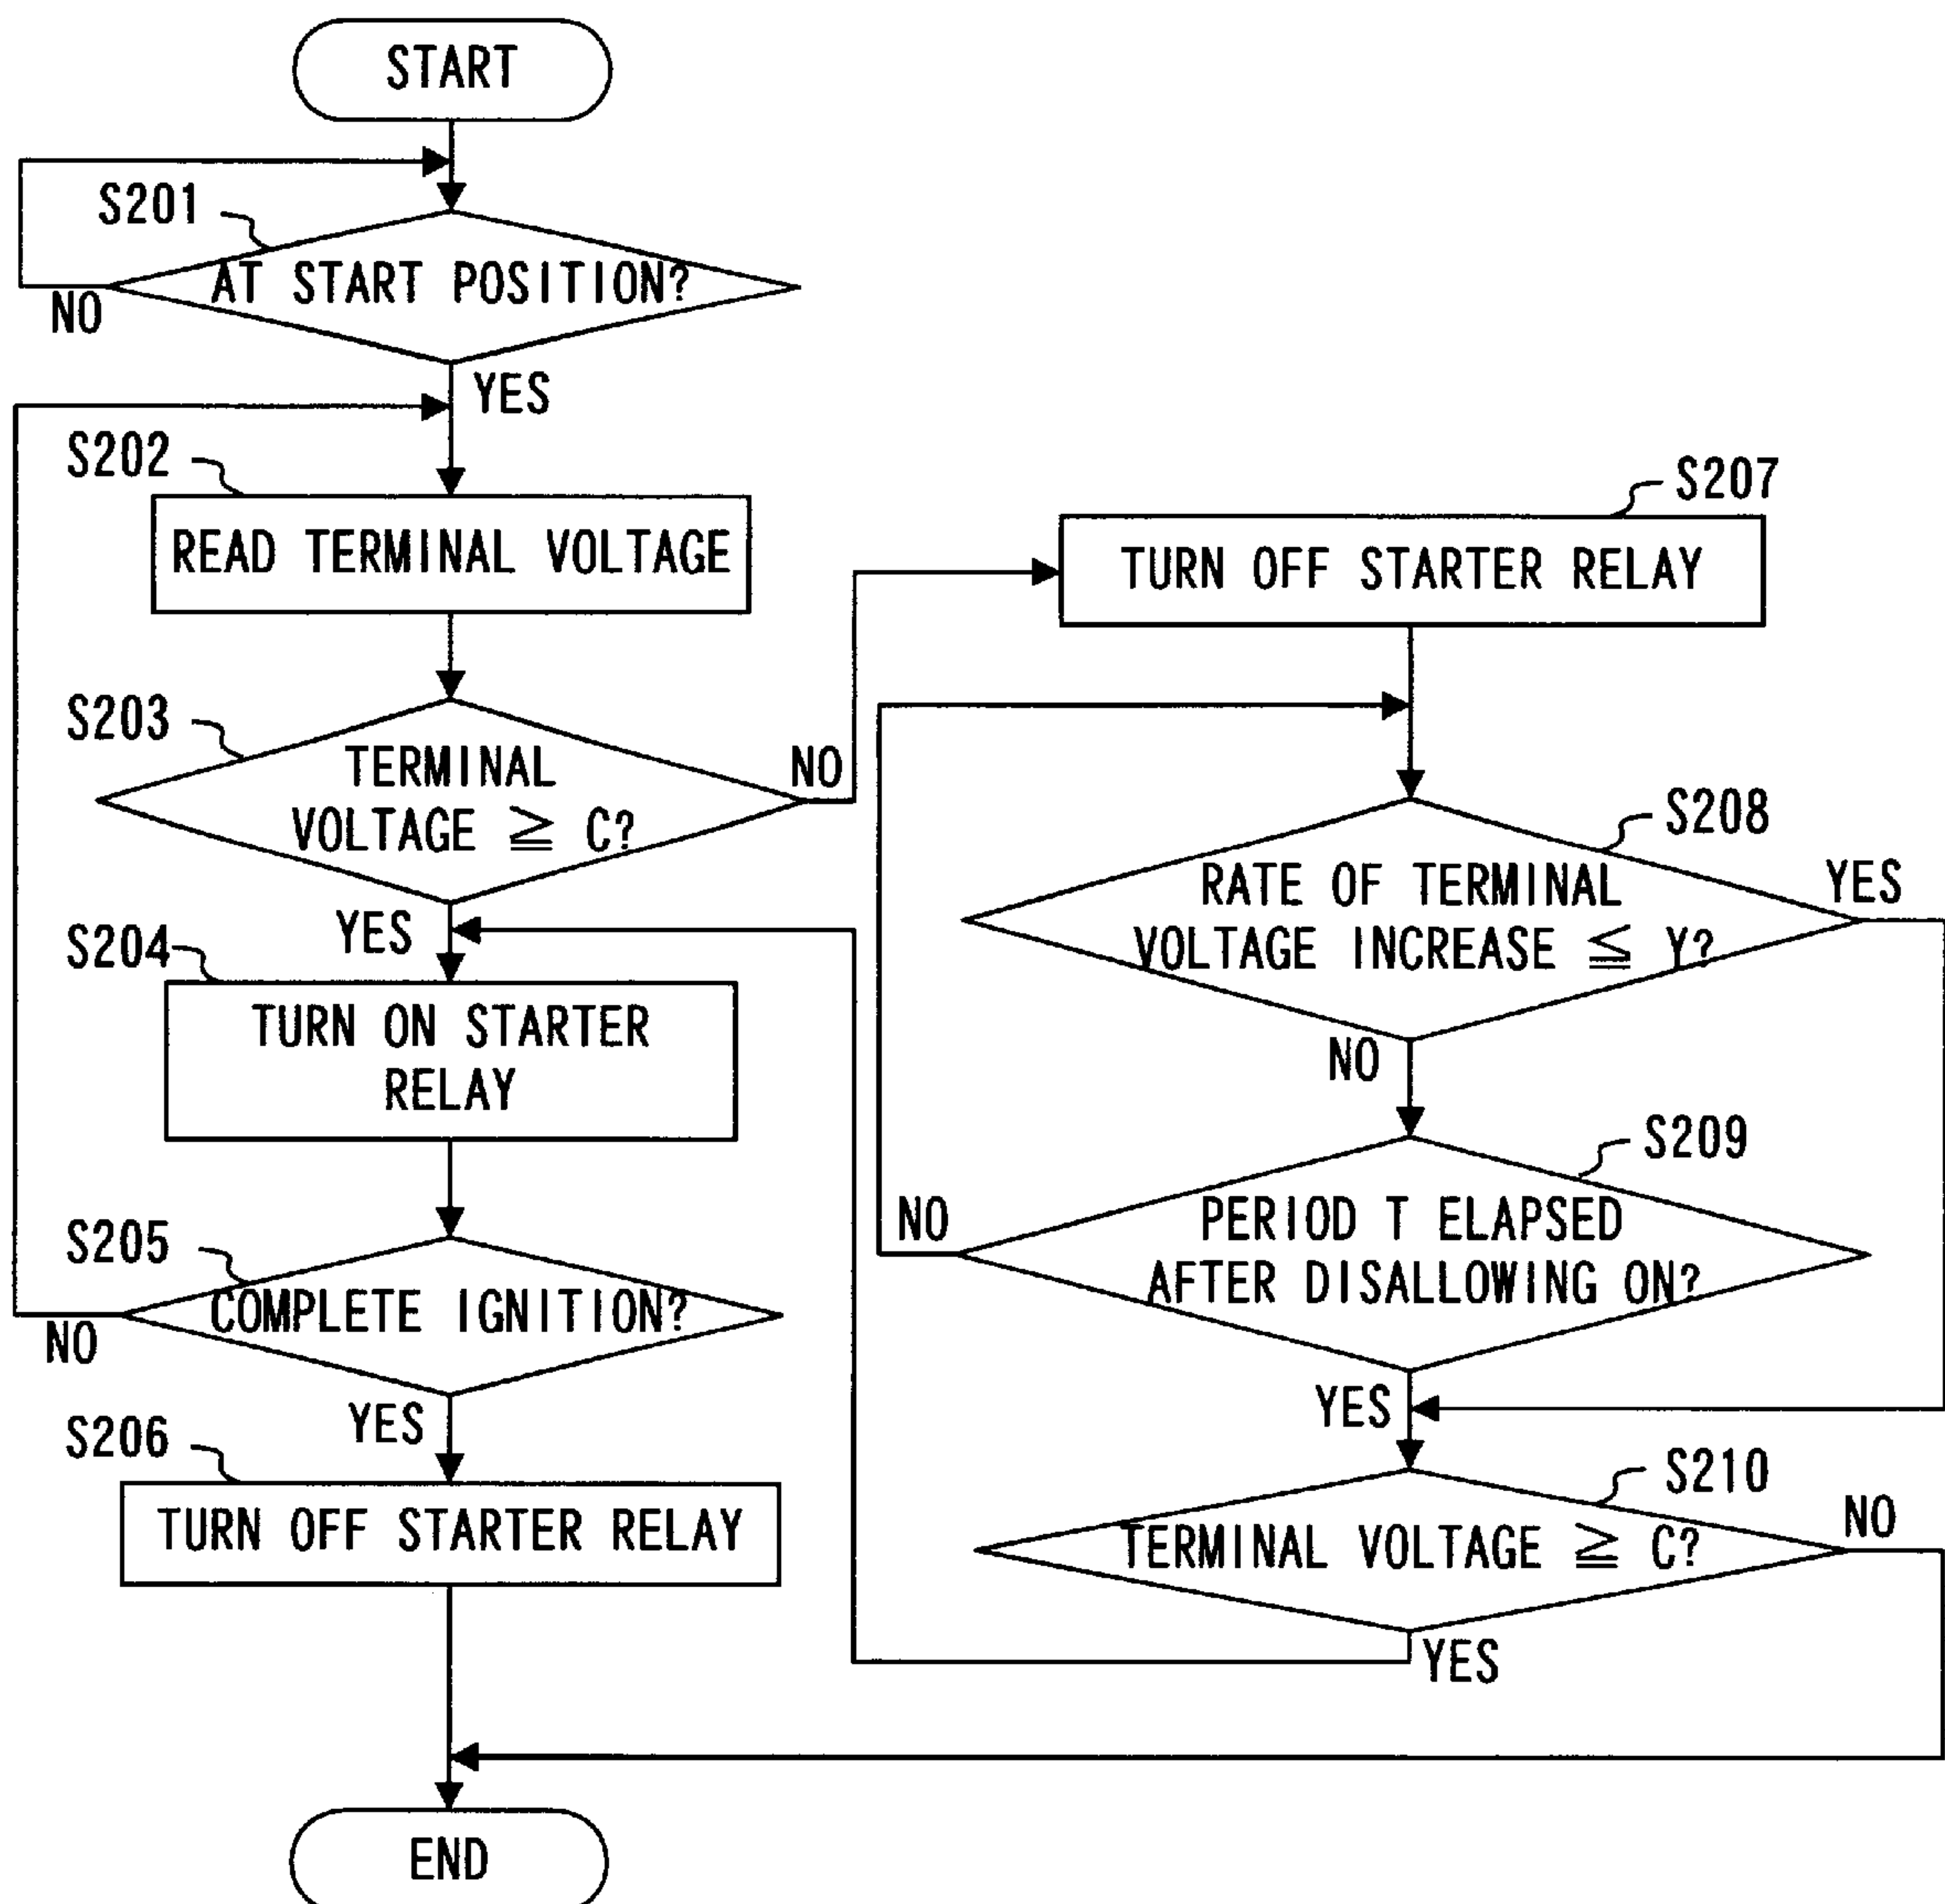 START
S201
AT START POSITION?
NO
YES
S202
READ TERMINAL VOLTAGE
S203
TERMINAL
VOLTAGE ≧ C?
NO
YES
S204
TURN ON STARTER
RELAY
S205
COMPLETE IGNITION?
NO
YES
S206
TURN OFF STARTER RELAY
S207
TURN OFF STARTER RELAY
S208
RATE OF TERMINAL
VOLTAGE INCREASE ≦ Y?
YES
NO
S209
PERIOD T ELAPSED
AFTER DISALLOWING ON?
NO
YES
S210
TERMINAL VOLTAGE ≧ C?
NO
YES
END